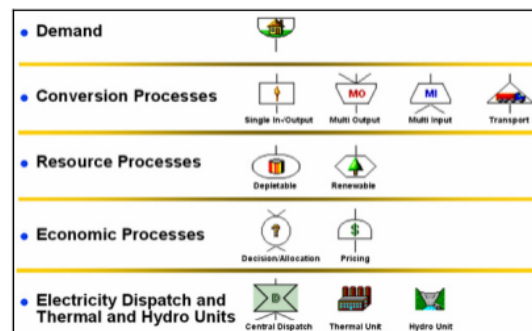 Demand
Conversion Processes
MO
MI
Single In-/Output
Multi Output
Multi Input
Transport
Resource Processes
Depletable
Renewable
Economic Processes
?
$
Decision/Allocation
Pricing
Electricity Dispatch and
Thermal and Hydro Units
D
Central Dispatch
Thermal Unit
Hydro Unit